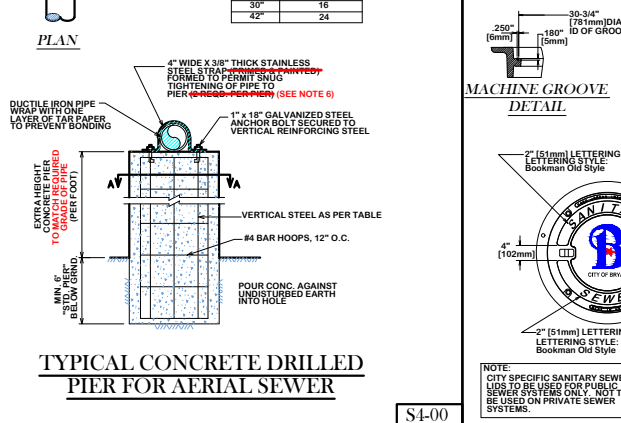 30" 16
42" 24
PLAN
4" WIDE X 3/8" THICK STAINLESS
STEEL STRAP (PRIMED & PAINTED)
FORMED TO PERMIT SNUG
TIGHTENING OF PIPE TO
PIER (2 REQD. PER PIER) (SEE NOTE 6)
DUCTILE IRON PIPE
WRAP WITH ONE
LAYER OF TAR PAPER
TO PREVENT BONDING
1" x 18" GALVANIZED STEEL
ANCHOR BOLT SECURED TO
VERTICAL REINFORCING STEEL
A A
EXTRA HEIGHT
CONCRETE PIER
TO MATCH REQUIRED
GRADE OF PIPE
(PER FOOT)
VERTICAL STEEL AS PER TABLE
#4 BAR HOOPS, 12" O.C.
MIN. 6'
"STD. PIER"
BELOW GRND.
POUR CONC. AGAINST
UNDISTURBED EARTH
INTO HOLE
TYPICAL CONCRETE DRILLED
PIER FOR AERIAL SEWER
S4-00
30-3/4"
[781mm]DIA
ID OF GROO
.250"
[6mm]
.180"
[5mm]
MACHINE GROOVE
DETAIL
2" [51mm] LETTERING
LETTERING STYLE:
Bookman Old Style
SANIT
B
CITY OF BRY
SEWE
4"
[102mm]
2" [51mm] LETTERIN
LETTERING STYLE:
Bookman Old Style
NOTE:
CITY SPECIFIC SANITARY SEWE
LIDS TO BE USED FOR PUBLIC
SEWER SYSTEMS ONLY. NOT T
BE USED ON PRIVATE SEWER
SYSTEMS.